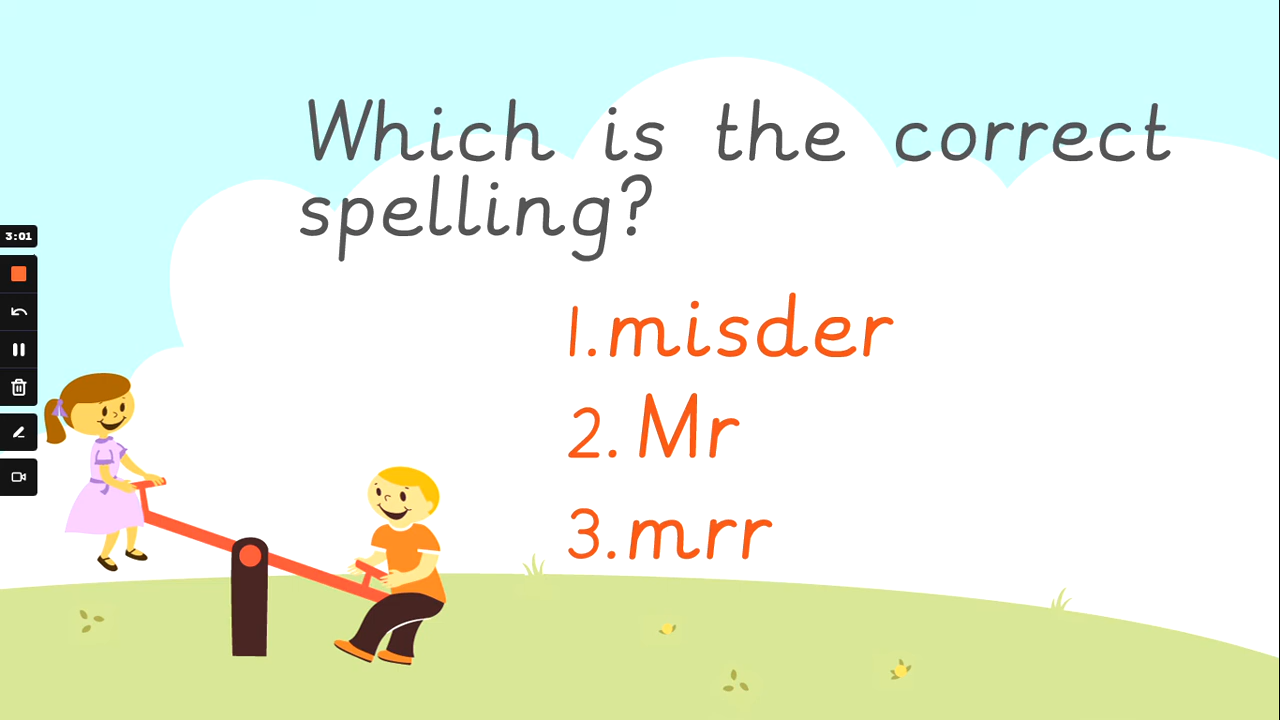 Which is the correct
spelling?
3:01
1.misder
2. Mr
3.mrr